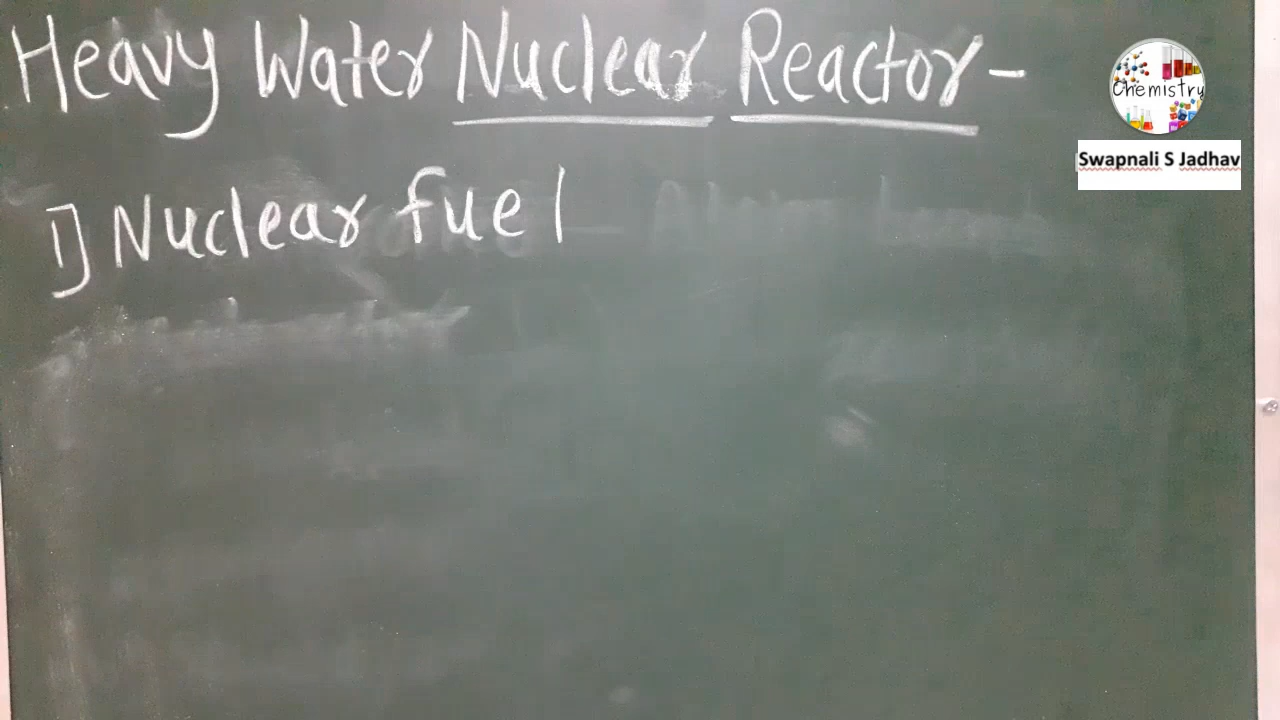 Heavy Water Nuclear Reactor -
1] Nuclear fuel
Chemistry
Swapnali S Jadhav